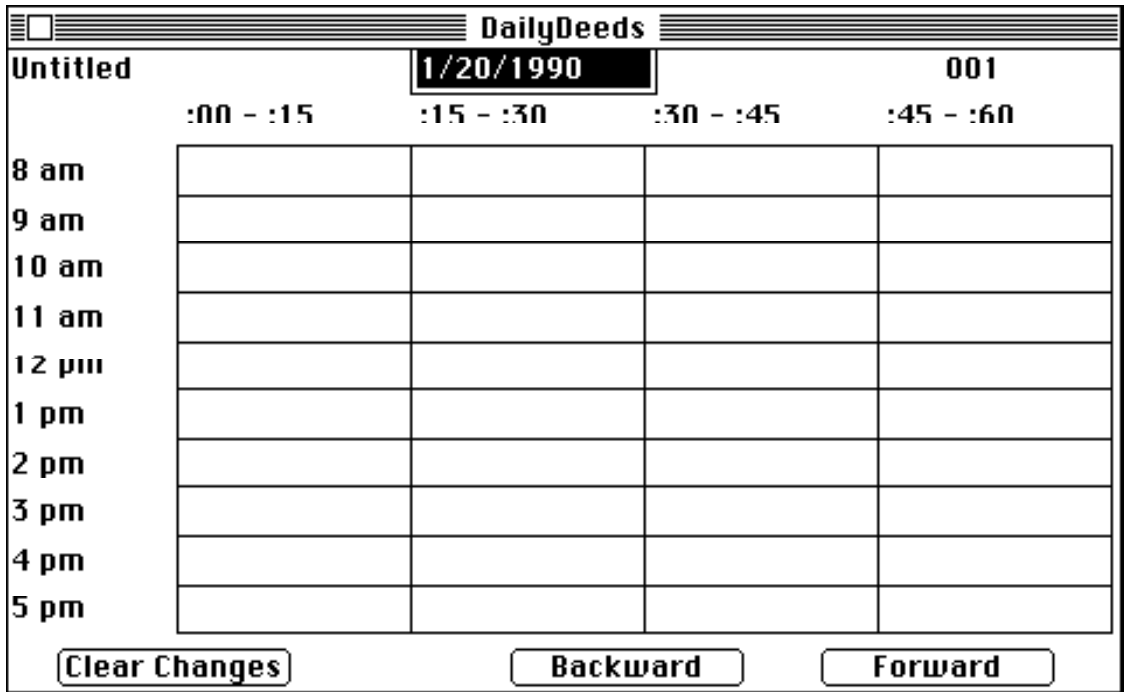 DailyDeeds
Untitled 1/20/1990 001
:00 - :15 :15 - :30 :30 - :45 :45 - :60
8 am
9 am
10 am
11 am
12 pm
1 pm
2 pm
3 pm
4 pm
5 pm
Clear Changes Backward Forward